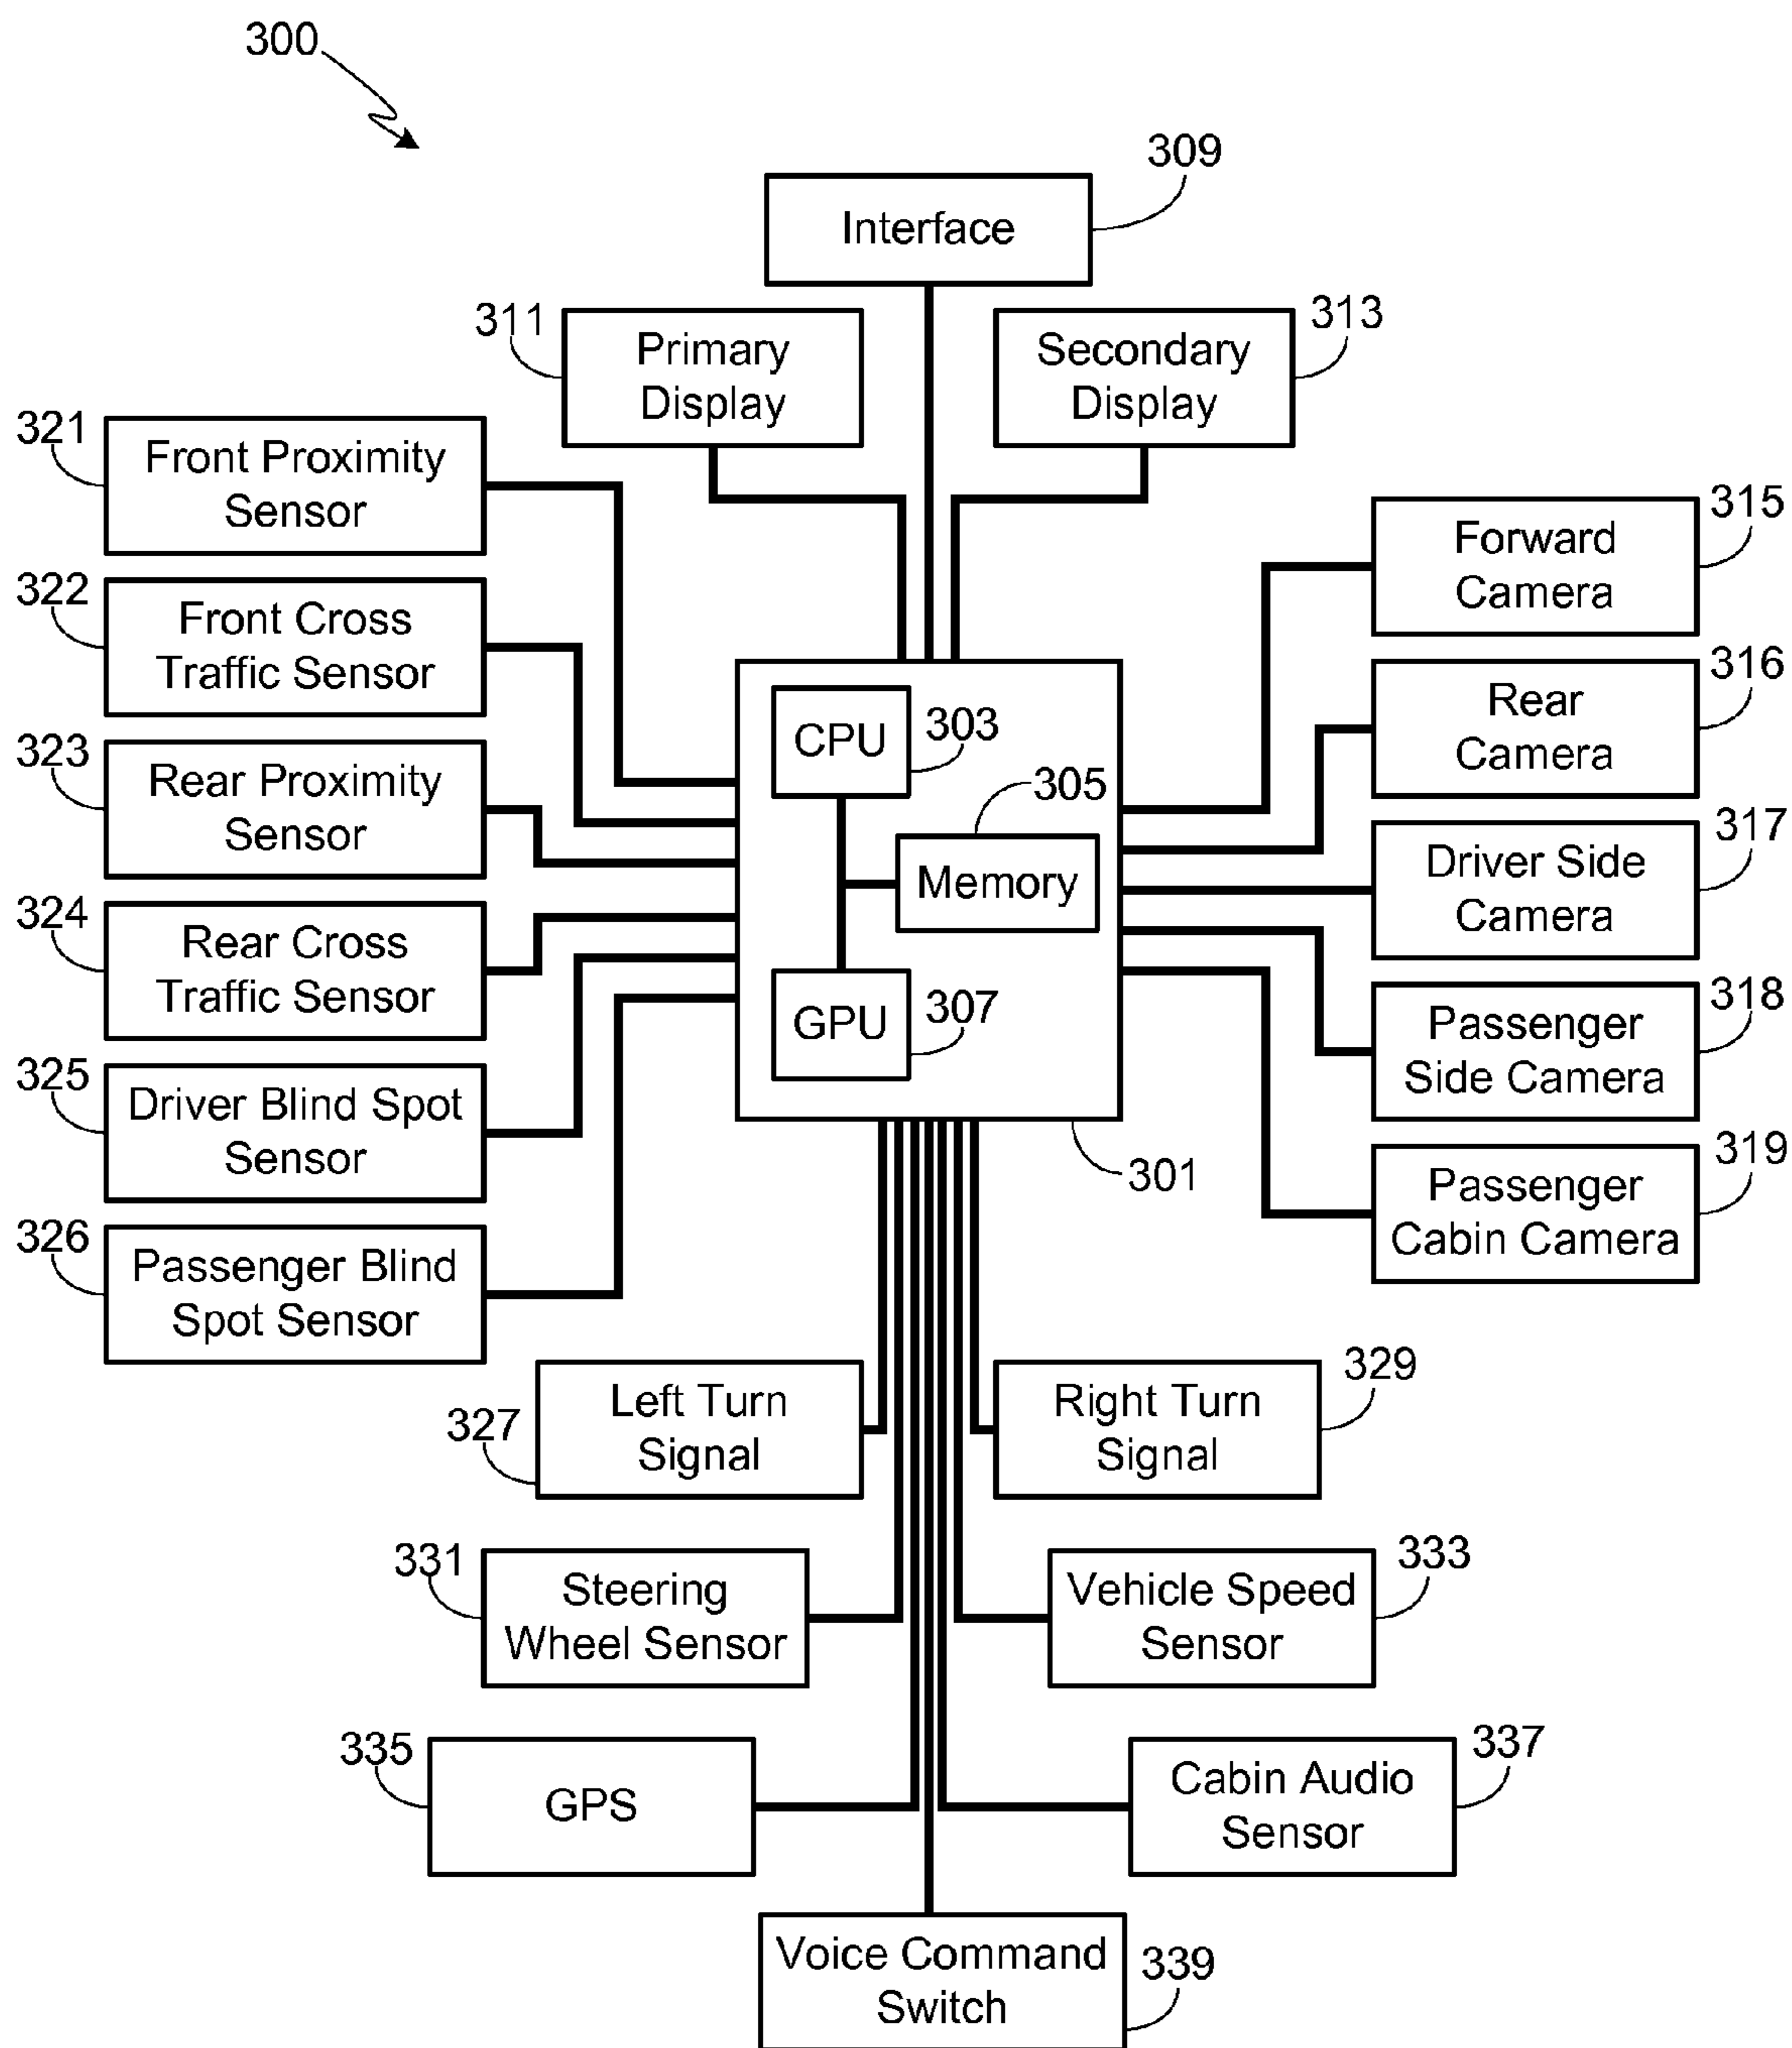 300
309
Interface
311
Primary
Display
313
Secondary
Display
321
Front Proximity
Sensor
322
Front Cross
Traffic Sensor
323
Rear Proximity
Sensor
324
Rear Cross
Traffic Sensor
325
Driver Blind Spot
Sensor
326
Passenger Blind
Spot Sensor
CPU
303
305
Memory
GPU
307
301
315
Forward
Camera
316
Rear
Camera
317
Driver Side
Camera
318
Passenger
Side Camera
319
Passenger
Cabin Camera
327
Left Turn
Signal
329
Right Turn
Signal
331
Steering
Wheel Sensor
333
Vehicle Speed
Sensor
335
GPS
337
Cabin Audio
Sensor
Voice Command
Switch
339